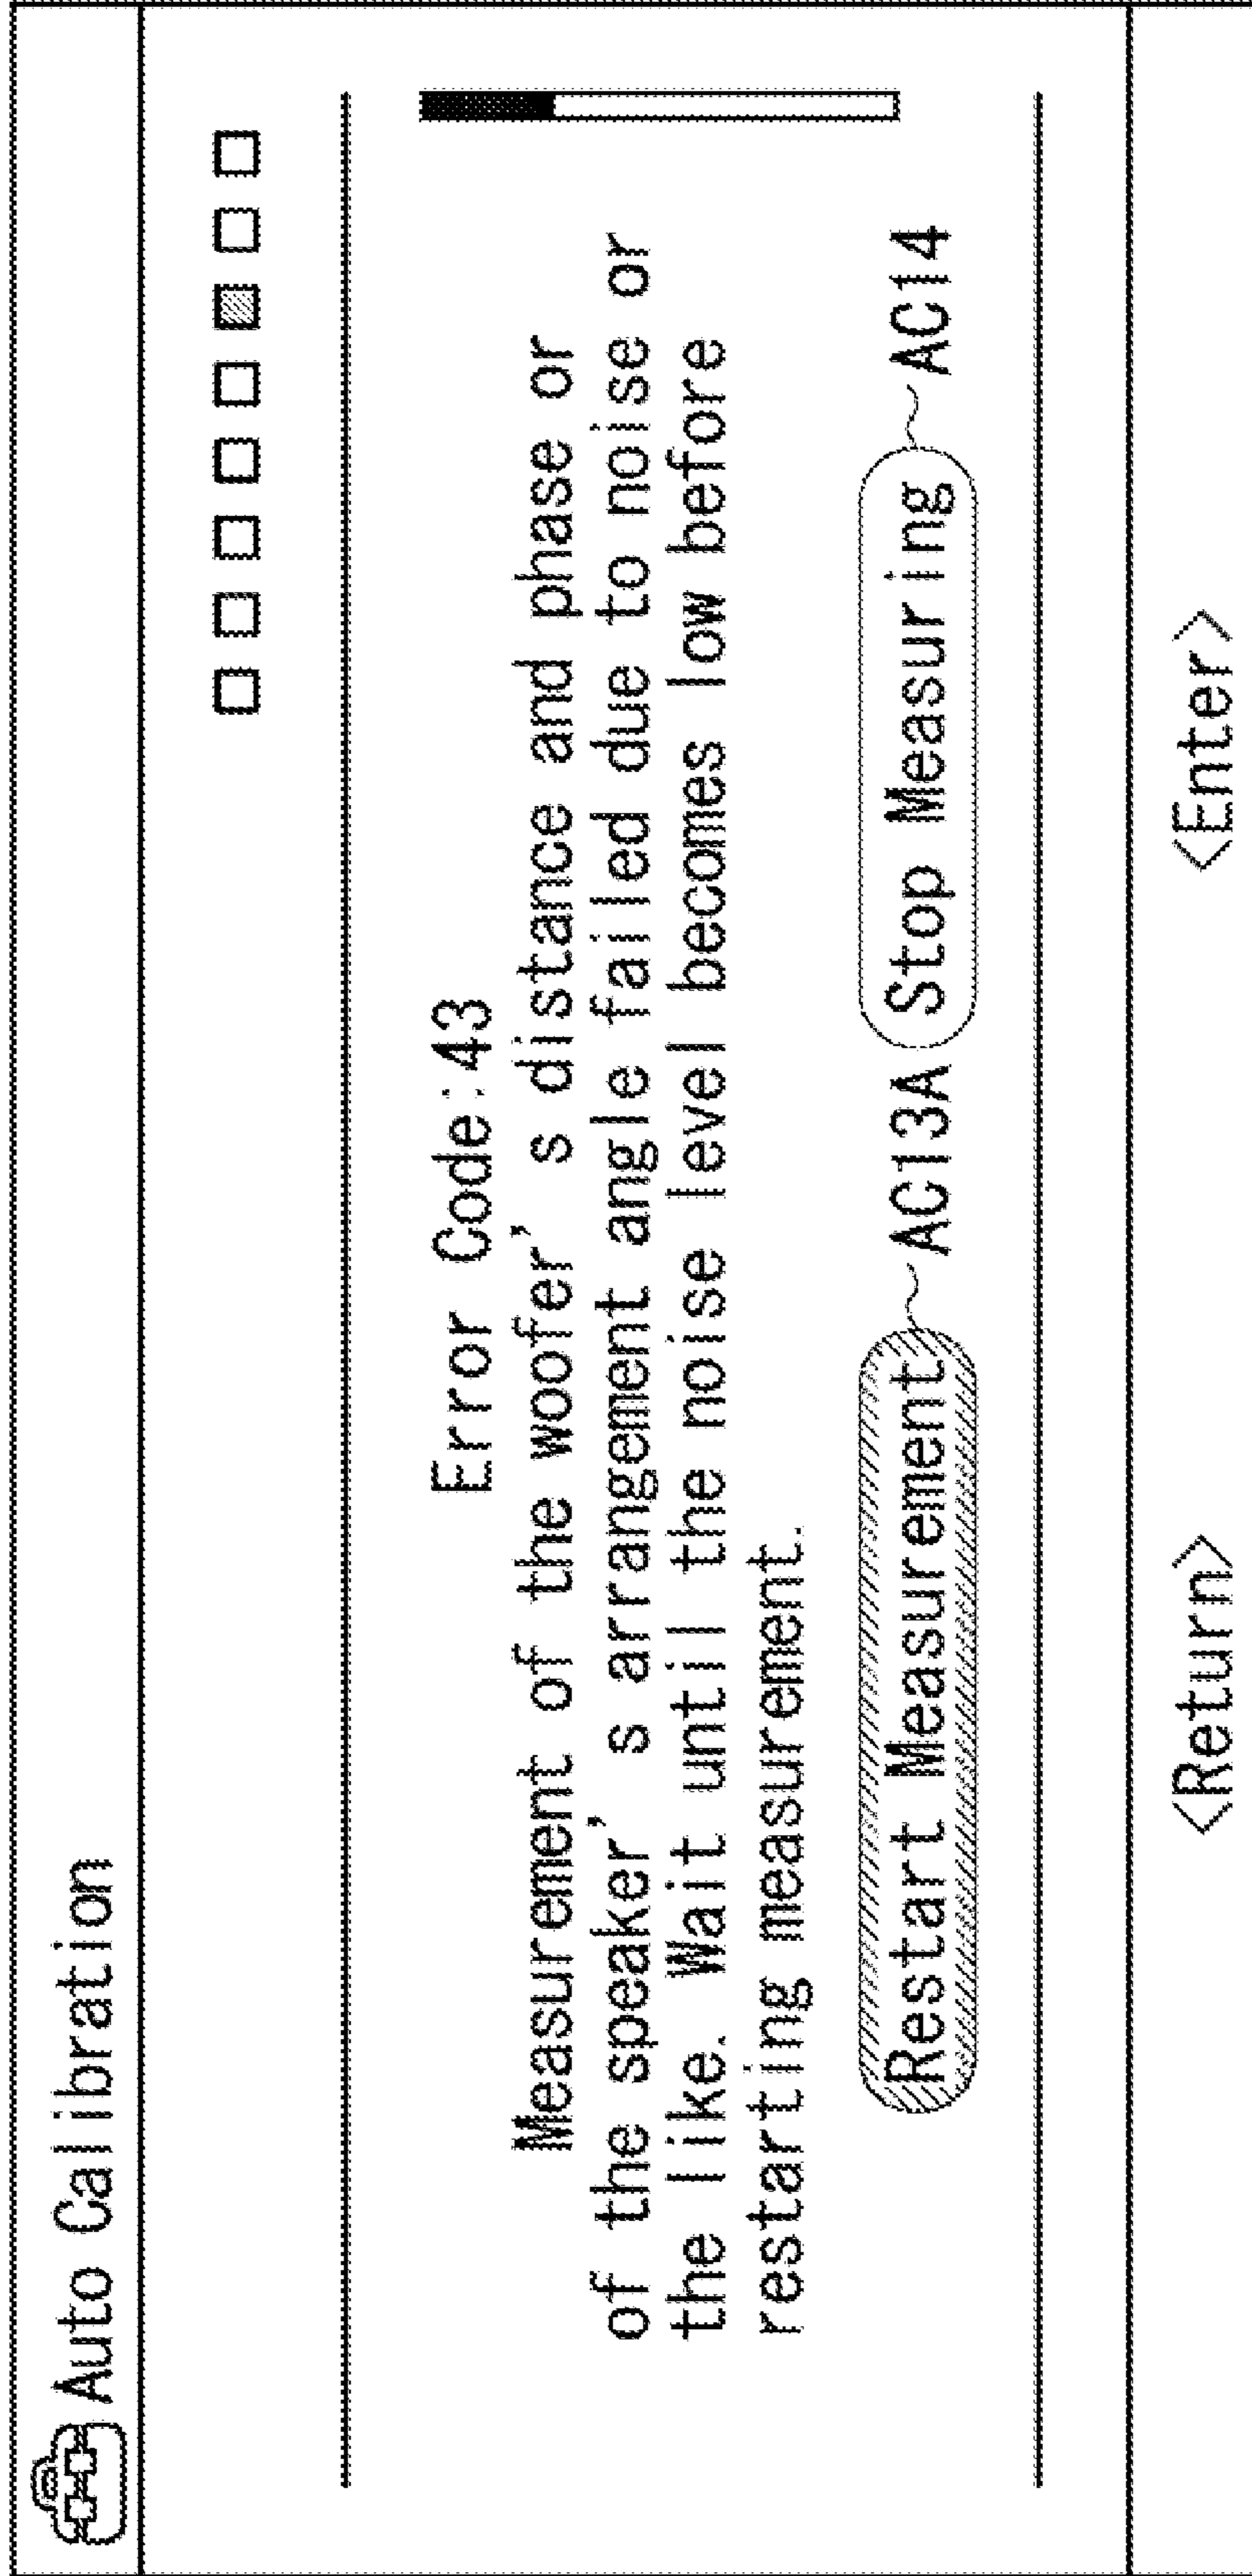 Auto Calibration
Error Code:43
Measurement of the woofer's distance and phase or
of the speaker's arrangement angle failed due to noise or
the like. Wait until the noise level becomes low before
restarting measurement.
Restart Measurement AC13A Stop Measuring AC14
<Return> <Enter>